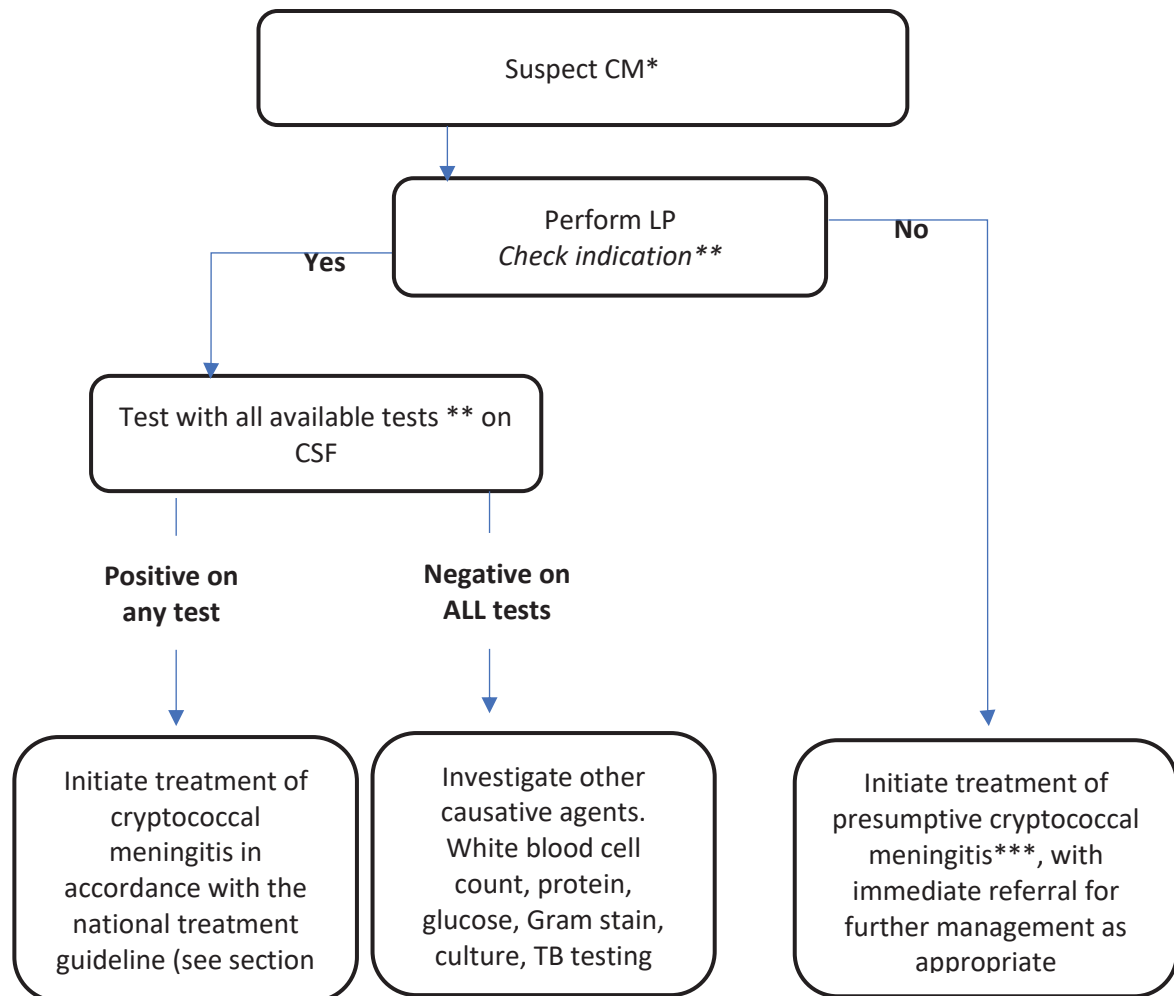 Suspect CM*
Perform LP
Check indication**
No
Yes
Test with all available tests ** on
CSF
Positive on
any test
Negative on
ALL tests
Initiate treatment of
cryptococcal
meningitis in
accordance with the
national treatment
guideline (see section
Investigate other
causative agents.
White blood cell
count, protein,
glucose, Gram stain,
culture, TB testing
Initiate treatment of
presumptive cryptococcal
meningitis***, with
immediate referral for
further management as
appropriate